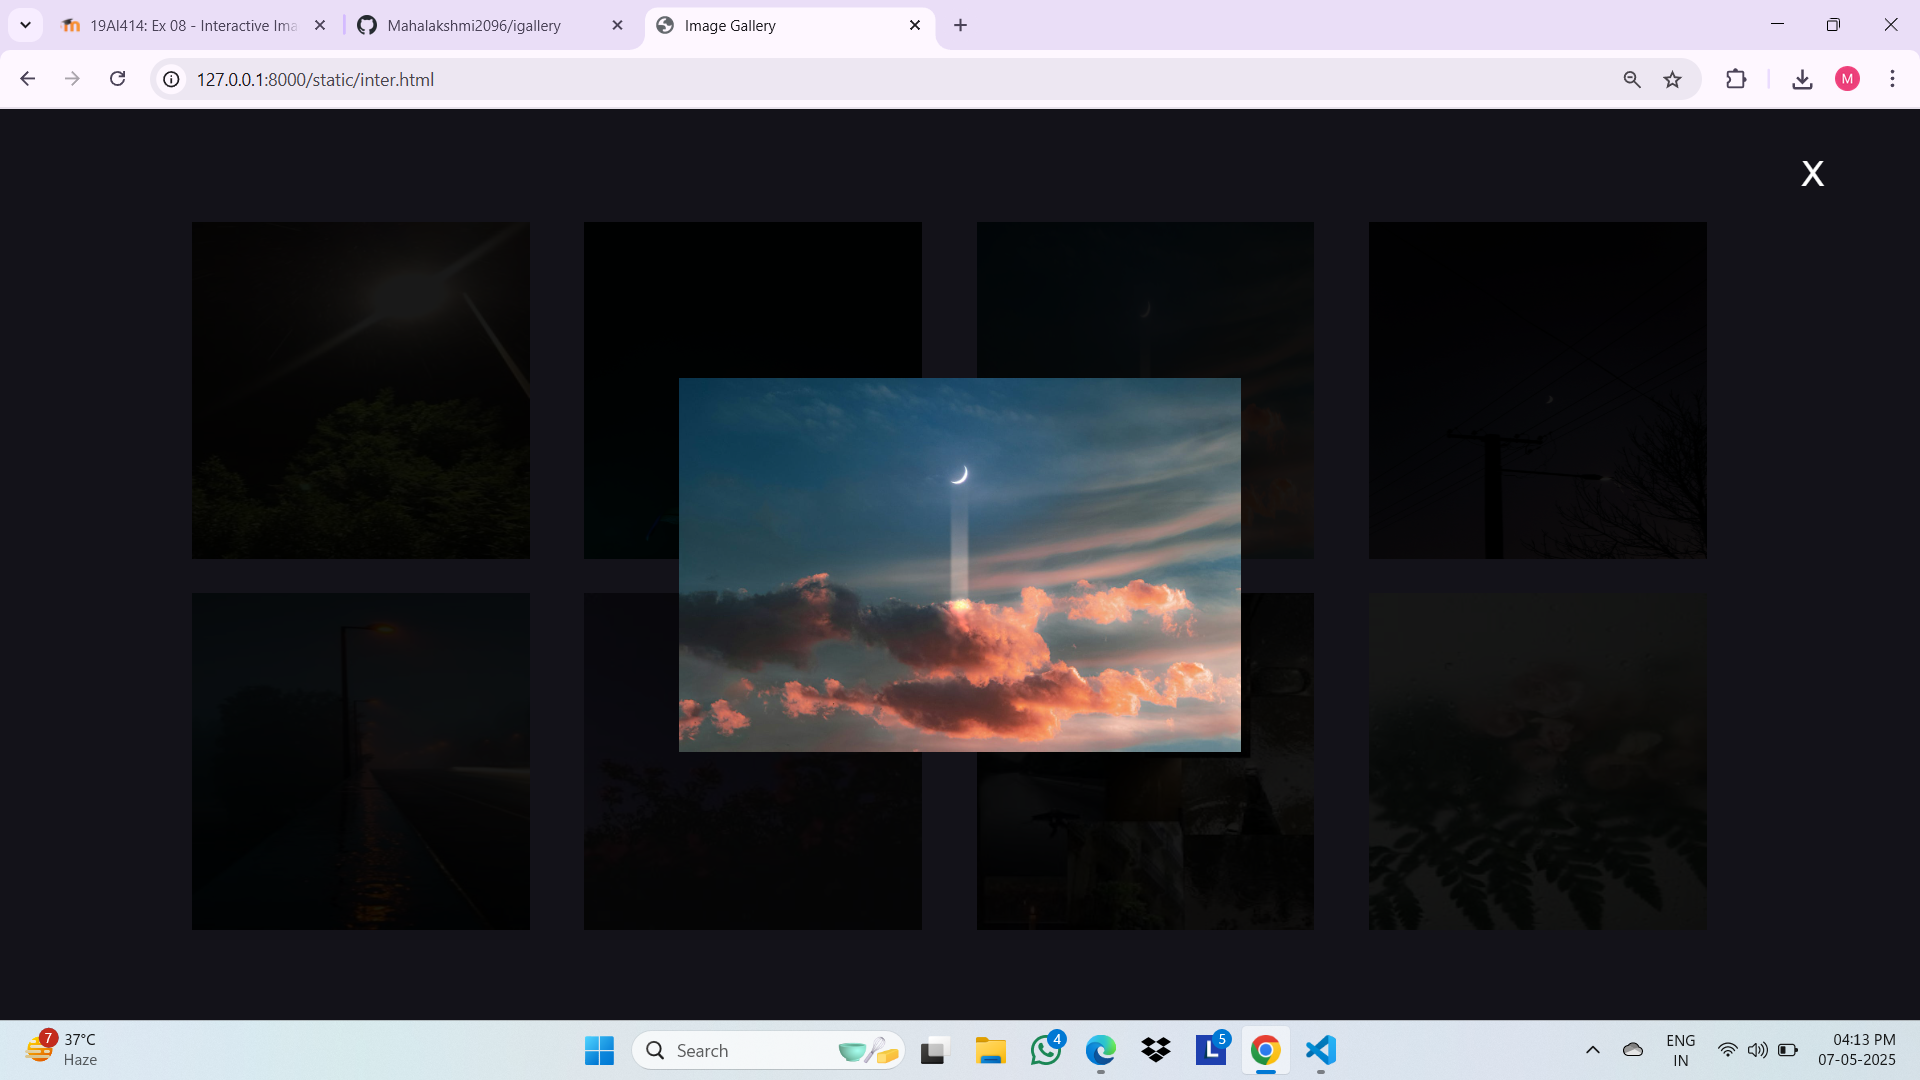 19AI414: Ex 08 - Interactive Ima
Mahalakshmi2096/igallery
Image Gallery
127.0.0.1:8000/static/inter.html
M
X
7
37°C
Haze
Search
4
L
5
ENG
IN
04:13 PM
07-05-2025